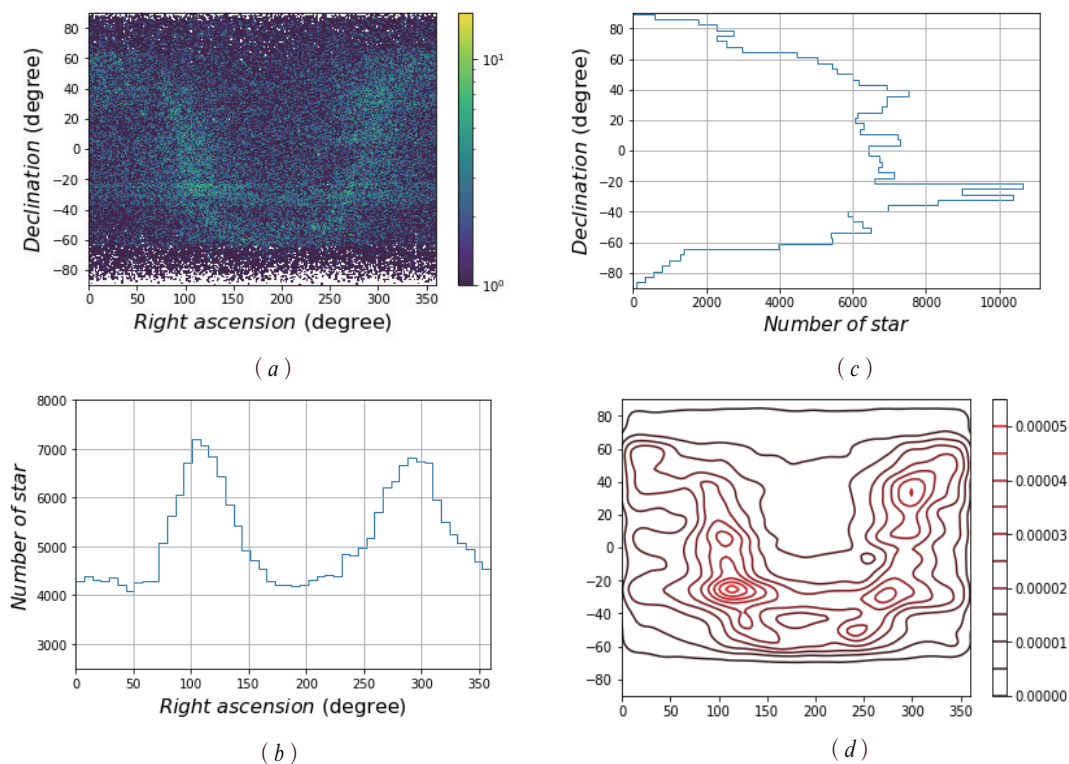 80
60
40
20
0
−20
−40
−60
−80
Declination (degree)
0 50 100 150 200 250 300 350
Right ascension (degree)
10¹
10⁰
( a )
80
60
40
20
0
−20
−40
−60
−80
Declination (degree)
0 2000 4000 6000 8000 10000
Number of star
( c )
8000
7000
6000
5000
4000
3000
Number of star
0 50 100 150 200 250 300 350
Right ascension (degree)
( b )
80
60
40
20
0
−20
−40
−60
−80
0 50 100 150 200 250 300 350
0.00005
0.00004
0.00003
0.00002
0.00001
0.00000
( d )